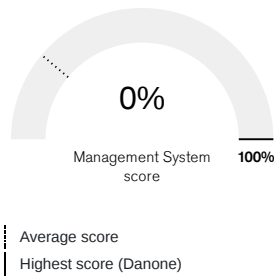 0%
Management System
score
100%
Average score
Highest score (Danone)